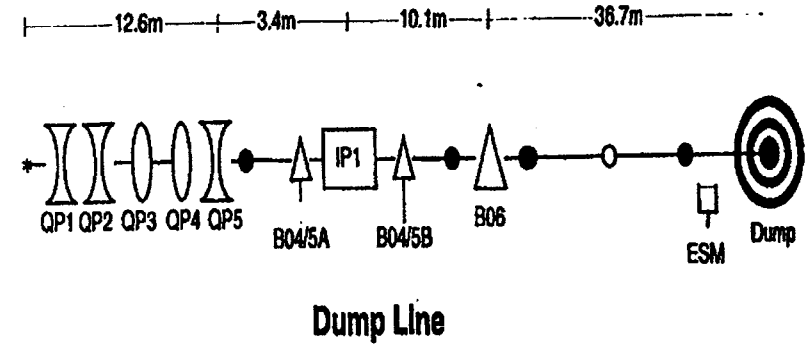 12.6m 3.4m 10.1m 36.7m
IP1
QP1 QP2 QP3 QP4 QP5
B04/5A B04/5B B06 ESM Dump
Dump Line